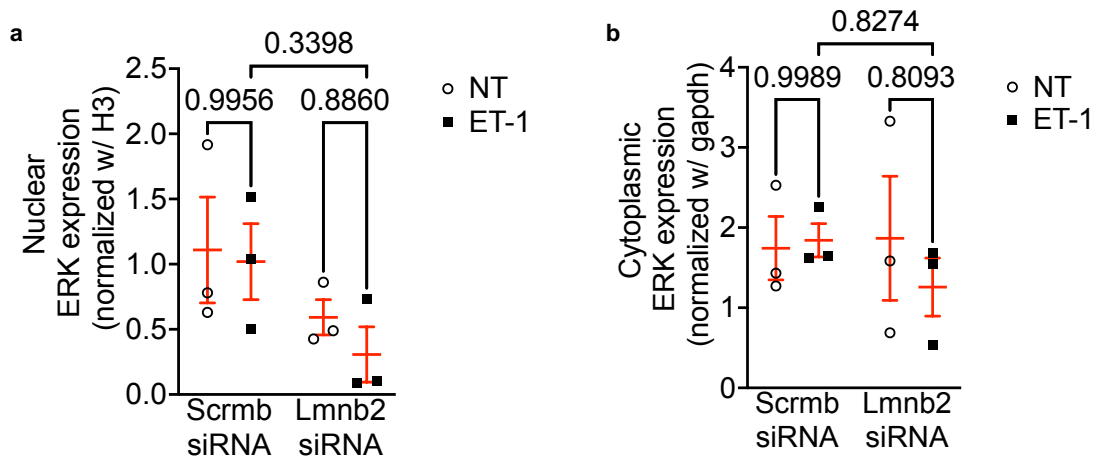 a
0.3398
0.9956 0.8860
2.5
2.0
1.5
1.0
0.5
0.0
Nuclear
ERK expression
(normalized w/ H3)
Scrmb
siRNA
Lmnb2
siRNA
NT
ET-1
b
0.8274
0.9989 0.8093
4
3
2
1
0
Cytoplasmic
ERK expression
(normalized w/ gapdh)
Scrmb
siRNA
Lmnb2
siRNA
NT
ET-1